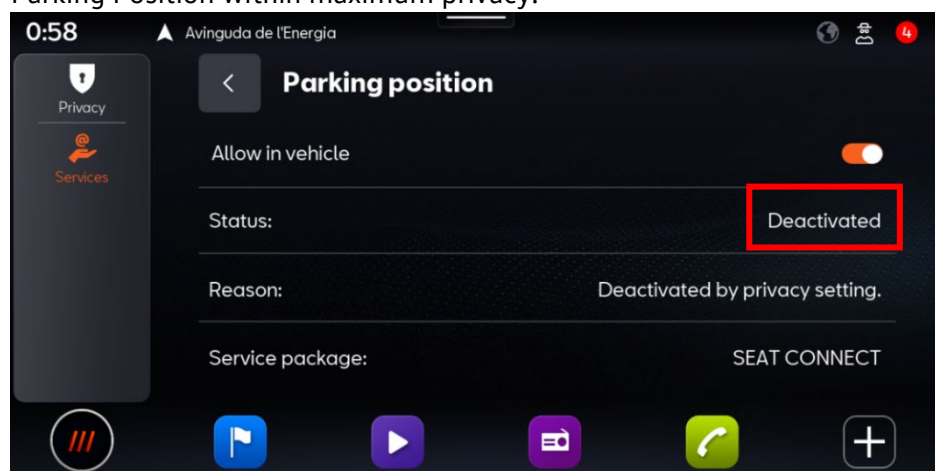 Parking Position within maximum privacy.
0:58 Avinguda de l'Energia 4
Privacy
Parking position
Allow in vehicle
@
Services
Status: Deactivated
Reason: Deactivated by privacy setting.
Service package: SEAT CONNECT